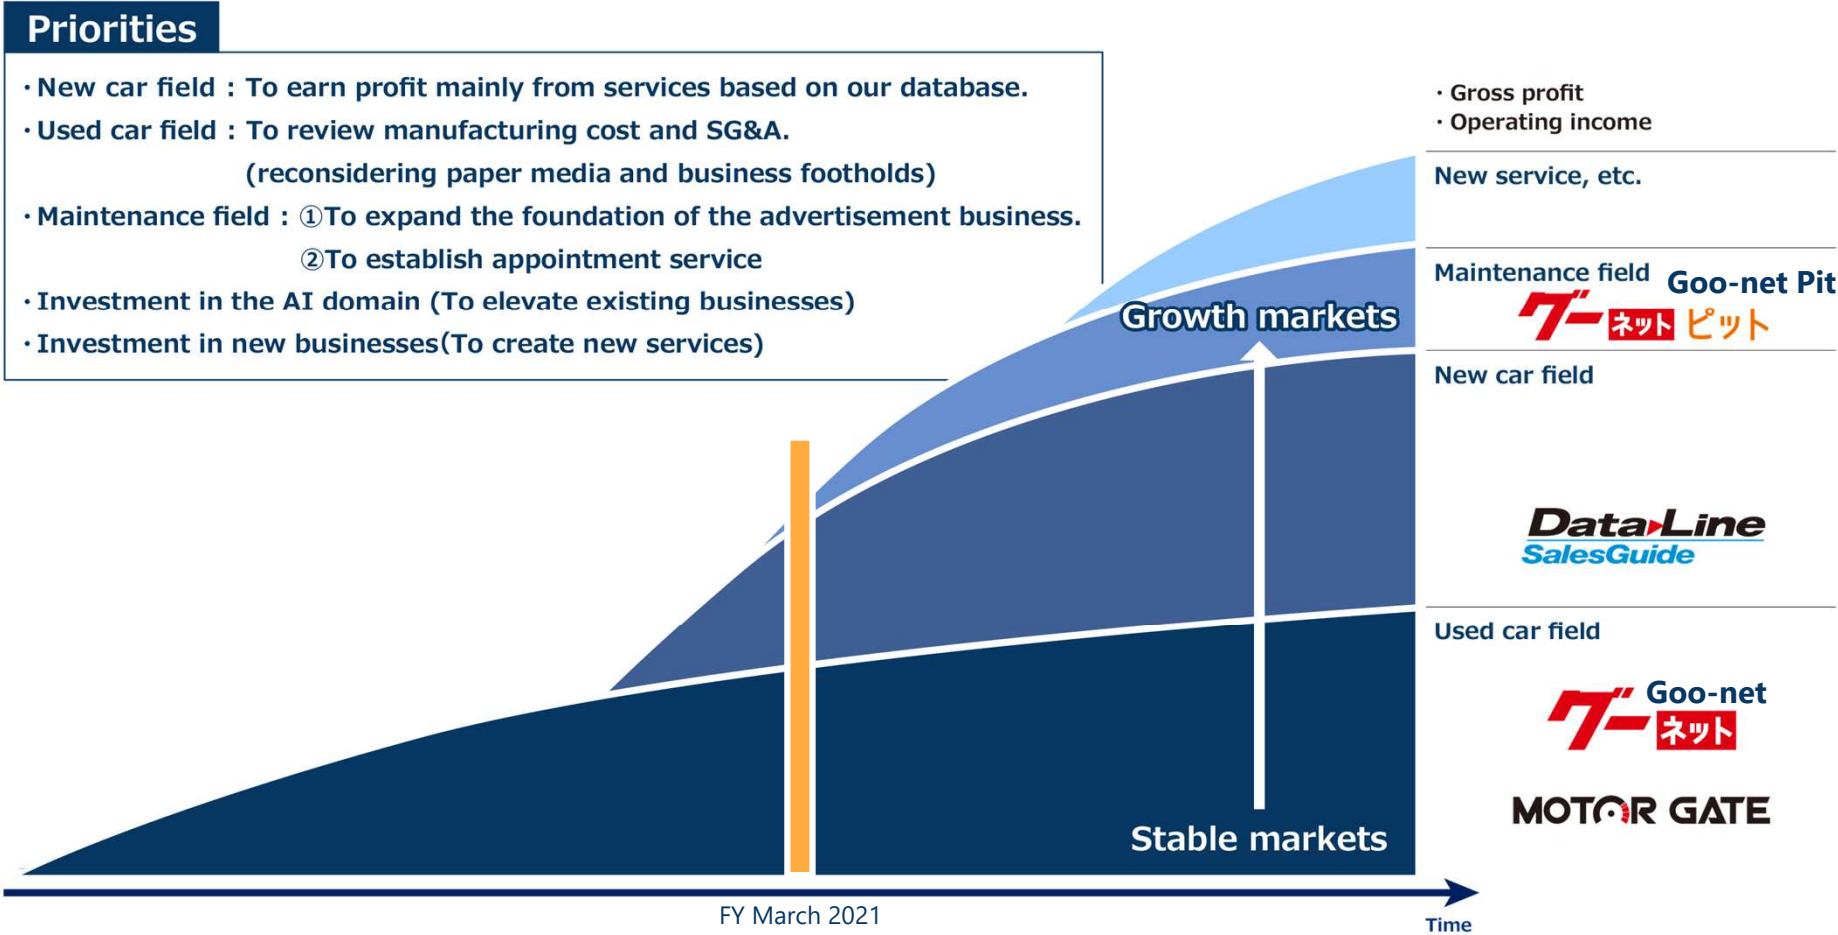 Priorities
・New car field : To earn profit mainly from services based on our database.
・Used car field : To review manufacturing cost and SG&A.
(reconsidering paper media and business footholds)
・Maintenance field : ①To expand the foundation of the advertisement business.
②To establish appointment service
・Investment in the AI domain (To elevate existing businesses)
・Investment in new businesses(To create new services)
・Gross profit
・Operating income
New service, etc.
Maintenance field
Goo-net Pit
グーネット ピット
Growth markets
New car field
DataLine
SalesGuide
Used car field
Goo-net
グーネット
MOTOR GATE
Stable markets
FY March 2021
Time